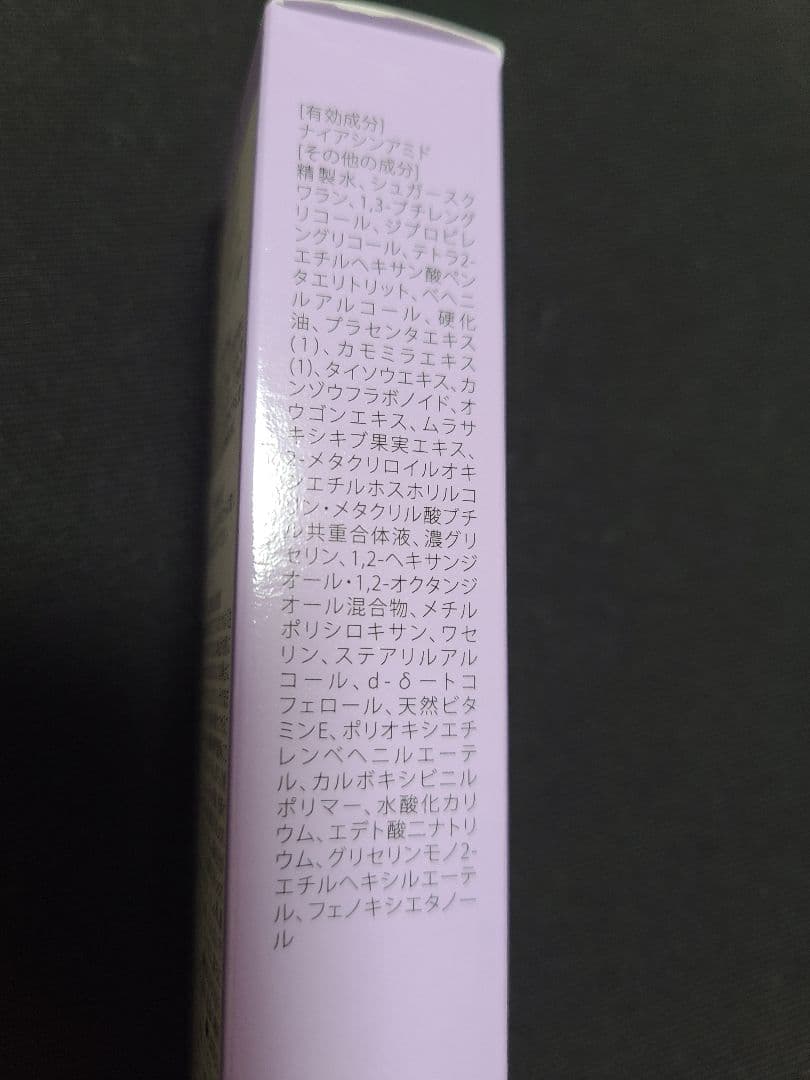 [有効成分]
ナイアシンアミド
[その他の成分]
精製水、シュガースク
ワラン、1,3-ブチレング
リコール、ジプロピレ
ングリコール、テトラ2-
エチルヘキサン酸ペン
タエリトリット、ベヘニ
ルアルコール、硬化
油、プラセンタエキス
(1)、カモミラエキス
(1)、タイソウエキス、カ
ンゾウフラボノイド、オ
ウゴンエキス、ムラサ
キシキブ果実エキス、
2-メタクリロイルオキ
シエチルホスホリルコ
リン・メタクリル酸ブチ
ル共重合体液、濃グリ
セリン、1,2-ヘキサンジ
オール・1,2-オクタンジ
オール混合物、メチル
ポリシロキサン、ワセ
リン、ステアリルアル
コール、d-δートコ
フェロール、天然ビタ
ミンE、ポリオキシエチ
レンベヘニルエーテ
ル、カルボキシビニル
ポリマー、水酸化カリ
ウム、エデト酸二ナトリ
ウム、グリセリンモノ2-
エチルヘキシルエーテ
ル、フェノキシエタノー
ル